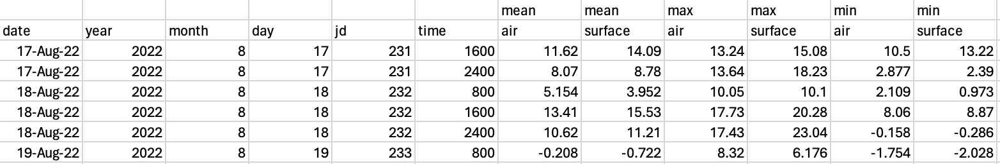 mean mean max max min min
date year month day jd time air surface air surface air surface
17-Aug-22 2022 8 17 231 1600 11.62 14.09 13.24 15.08 10.5 13.22
17-Aug-22 2022 8 17 231 2400 8.07 8.78 13.64 18.23 2.877 2.39
18-Aug-22 2022 8 18 232 800 5.154 3.952 10.05 10.1 2.109 0.973
18-Aug-22 2022 8 18 232 1600 13.41 15.53 17.73 20.28 8.06 8.87
18-Aug-22 2022 8 18 232 2400 10.62 11.21 17.43 23.04 -0.158 -0.286
19-Aug-22 2022 8 19 233 800 -0.208 -0.722 8.32 6.176 -1.754 -2.028